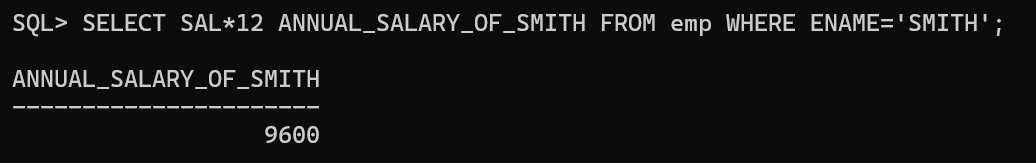 SQL> SELECT SAL*12 ANNUAL_SALARY_OF_SMITH FROM emp WHERE ENAME='SMITH';
ANNUAL_SALARY_OF_SMITH
----------------------
9600